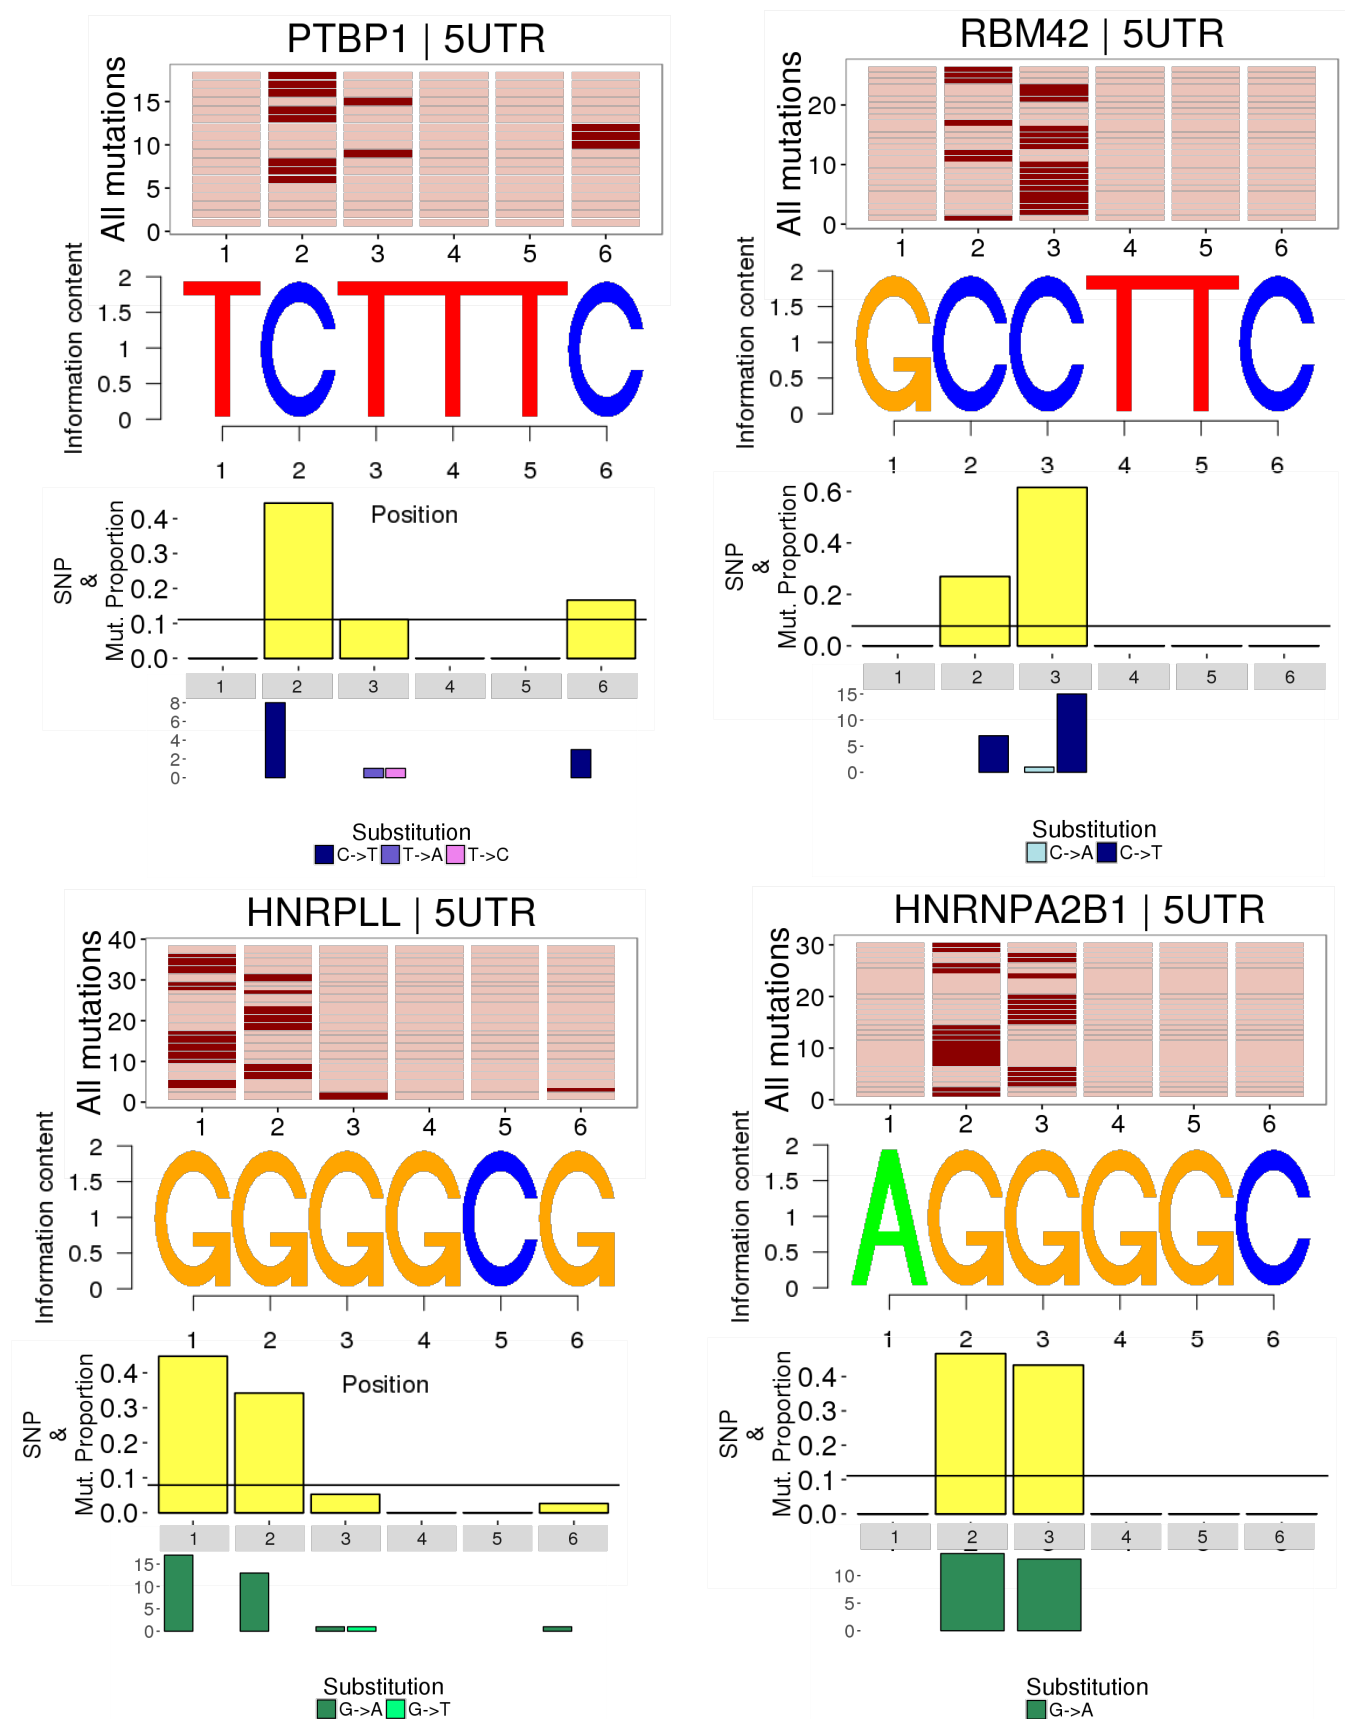 PTBP1 | 5UTR
All mutations
15
10
5
0
1 2 3 4 5 6
Information content
2
1.5
1
0.5
0
TCTTTC
1 2 3 4 5 6
Position
SNP
&
Mut. Proportion
0.4
0.3
0.2
0.1
0.0
1 2 3 4 5 6
8
6
4
2
0
Substitution
C->T T->A T->C
RBM42 | 5UTR
All mutations
20
10
0
1 2 3 4 5 6
Information content
2
1.5
1
0.5
0
GCCTTC
1 2 3 4 5 6
SNP
&
Mut. Proportion
0.6
0.4
0.2
0.0
1 2 3 4 5 6
15
10
5
0
Substitution
C->A C->T
HNRPLL | 5UTR
All mutations
40
30
20
10
0
1 2 3 4 5 6
Information content
2
1.5
1
0.5
0
GGGGCG
1 2 3 4 5 6
Position
SNP
&
Mut. Proportion
0.4
0.3
0.2
0.1
0.0
1 2 3 4 5 6
15
10
5
0
Substitution
G->A G->T
HNRNPA2B1 | 5UTR
All mutations
30
20
10
0
1 2 3 4 5 6
Information content
2
1.5
1
0.5
0
AGGGGC
1 2 3 4 5 6
SNP
&
Mut. Proportion
0.4
0.3
0.2
0.1
0.0
1 2 3 4 5 6
10
5
0
Substitution
G->A